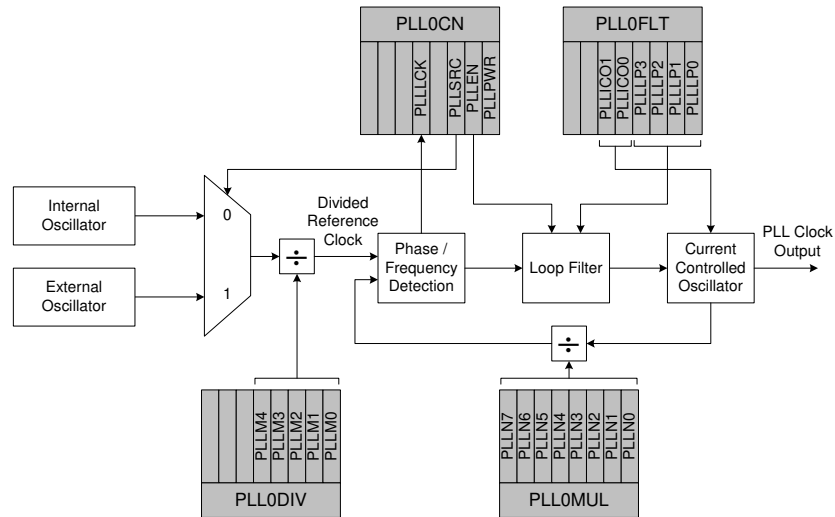 PLL0CN
PLLLCK
PLLSRC
PLLEN
PLLPWR
PLL0FLT
PLLICO1
PLLICO0
PLLLP3
PLLLP2
PLLLP1
PLLLP0
Internal
Oscillator
External
Oscillator
0
1
÷
Divided
Reference
Clock
Phase /
Frequency
Detection
Loop Filter
Current
Controlled
Oscillator
PLL Clock
Output
÷
PLLM4
PLLM3
PLLM2
PLLM1
PLLM0
PLL0DIV
PLLN7
PLLN6
PLLN5
PLLN4
PLLN3
PLLN2
PLLN1
PLLN0
PLL0MUL